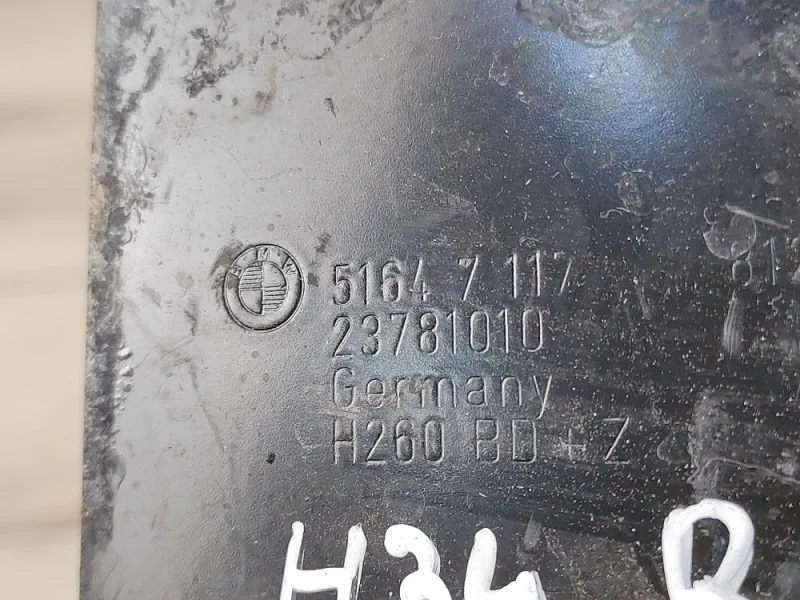 BMW
5164 7 117
23781010
Germany
H260 BD+Z
H34 R